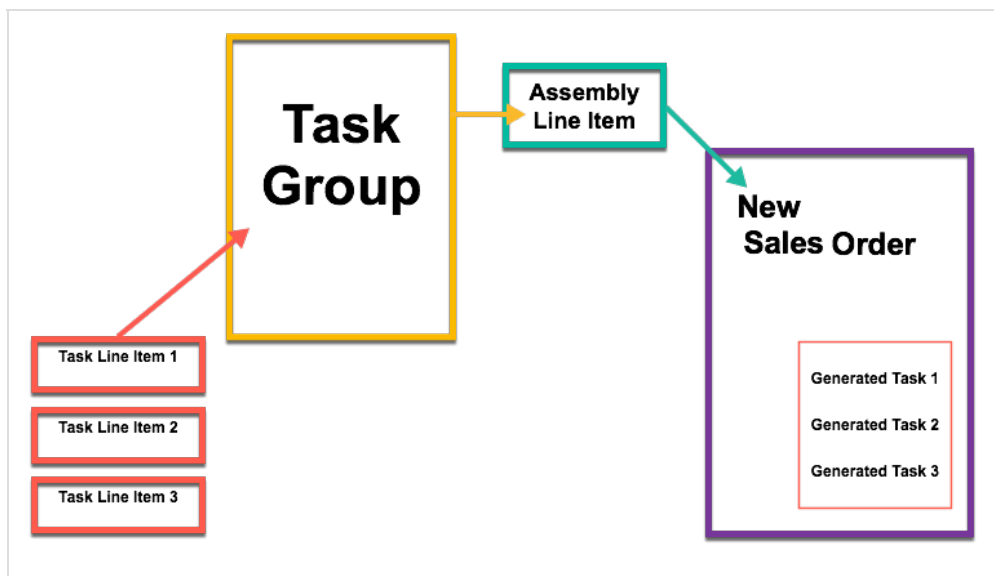 Task
Group
Assembly
Line Item
New
Sales Order
Task Line Item 1
Task Line Item 2
Task Line Item 3
Generated Task 1
Generated Task 2
Generated Task 3